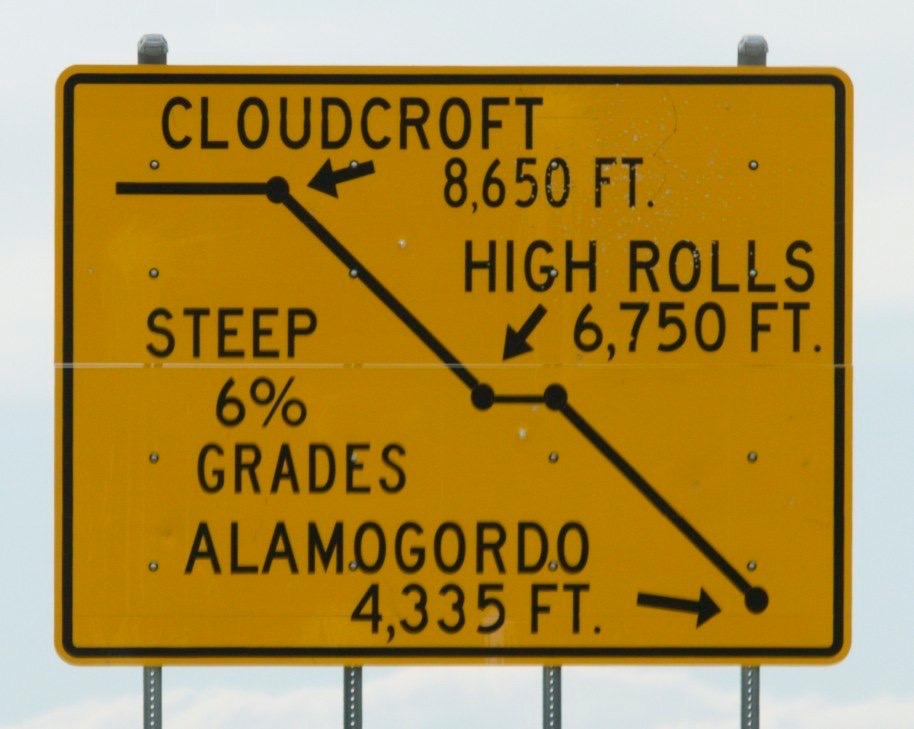 CLOUDCROFT
8,650 FT.
HIGH ROLLS
6,750 FT.
STEEP
6%
GRADES
ALAMOGORDO
4,335 FT.